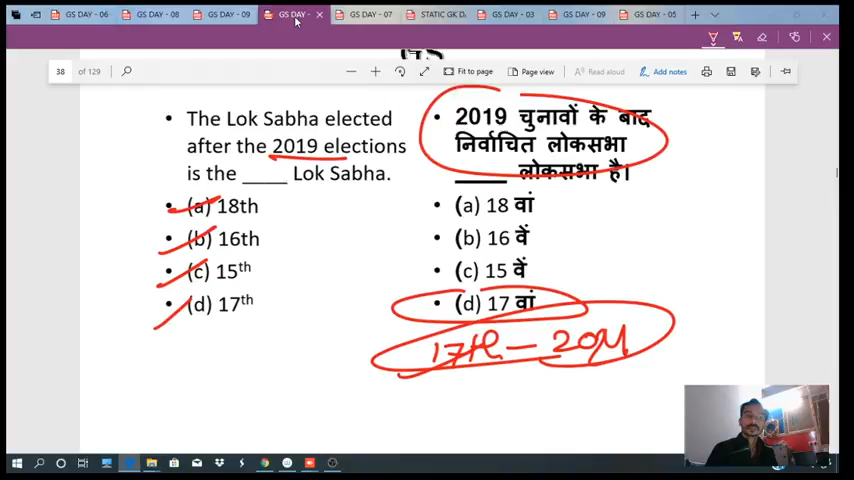 GS DAY - 06
GS DAY - 08
GS DAY - 09
GS DAY -
GS DAY - 07
STATIC GK D
GS DAY - 03
GS DAY - 09
GS DAY - 05
38 of 129
Fit to page
Page view
Read aloud
Add notes
GS
• The Lok Sabha elected
after the 2019 elections
is the ____ Lok Sabha.
• (a) 18th
• (b) 16th
• (c) 15th
• (d) 17th
• 2019 चुनावों के बाद
निर्वाचित लोकसभा
____ लोकसभा है।
• (a) 18 वां
• (b) 16 वें
• (c) 15 वें
• (d) 17 वां
17th –